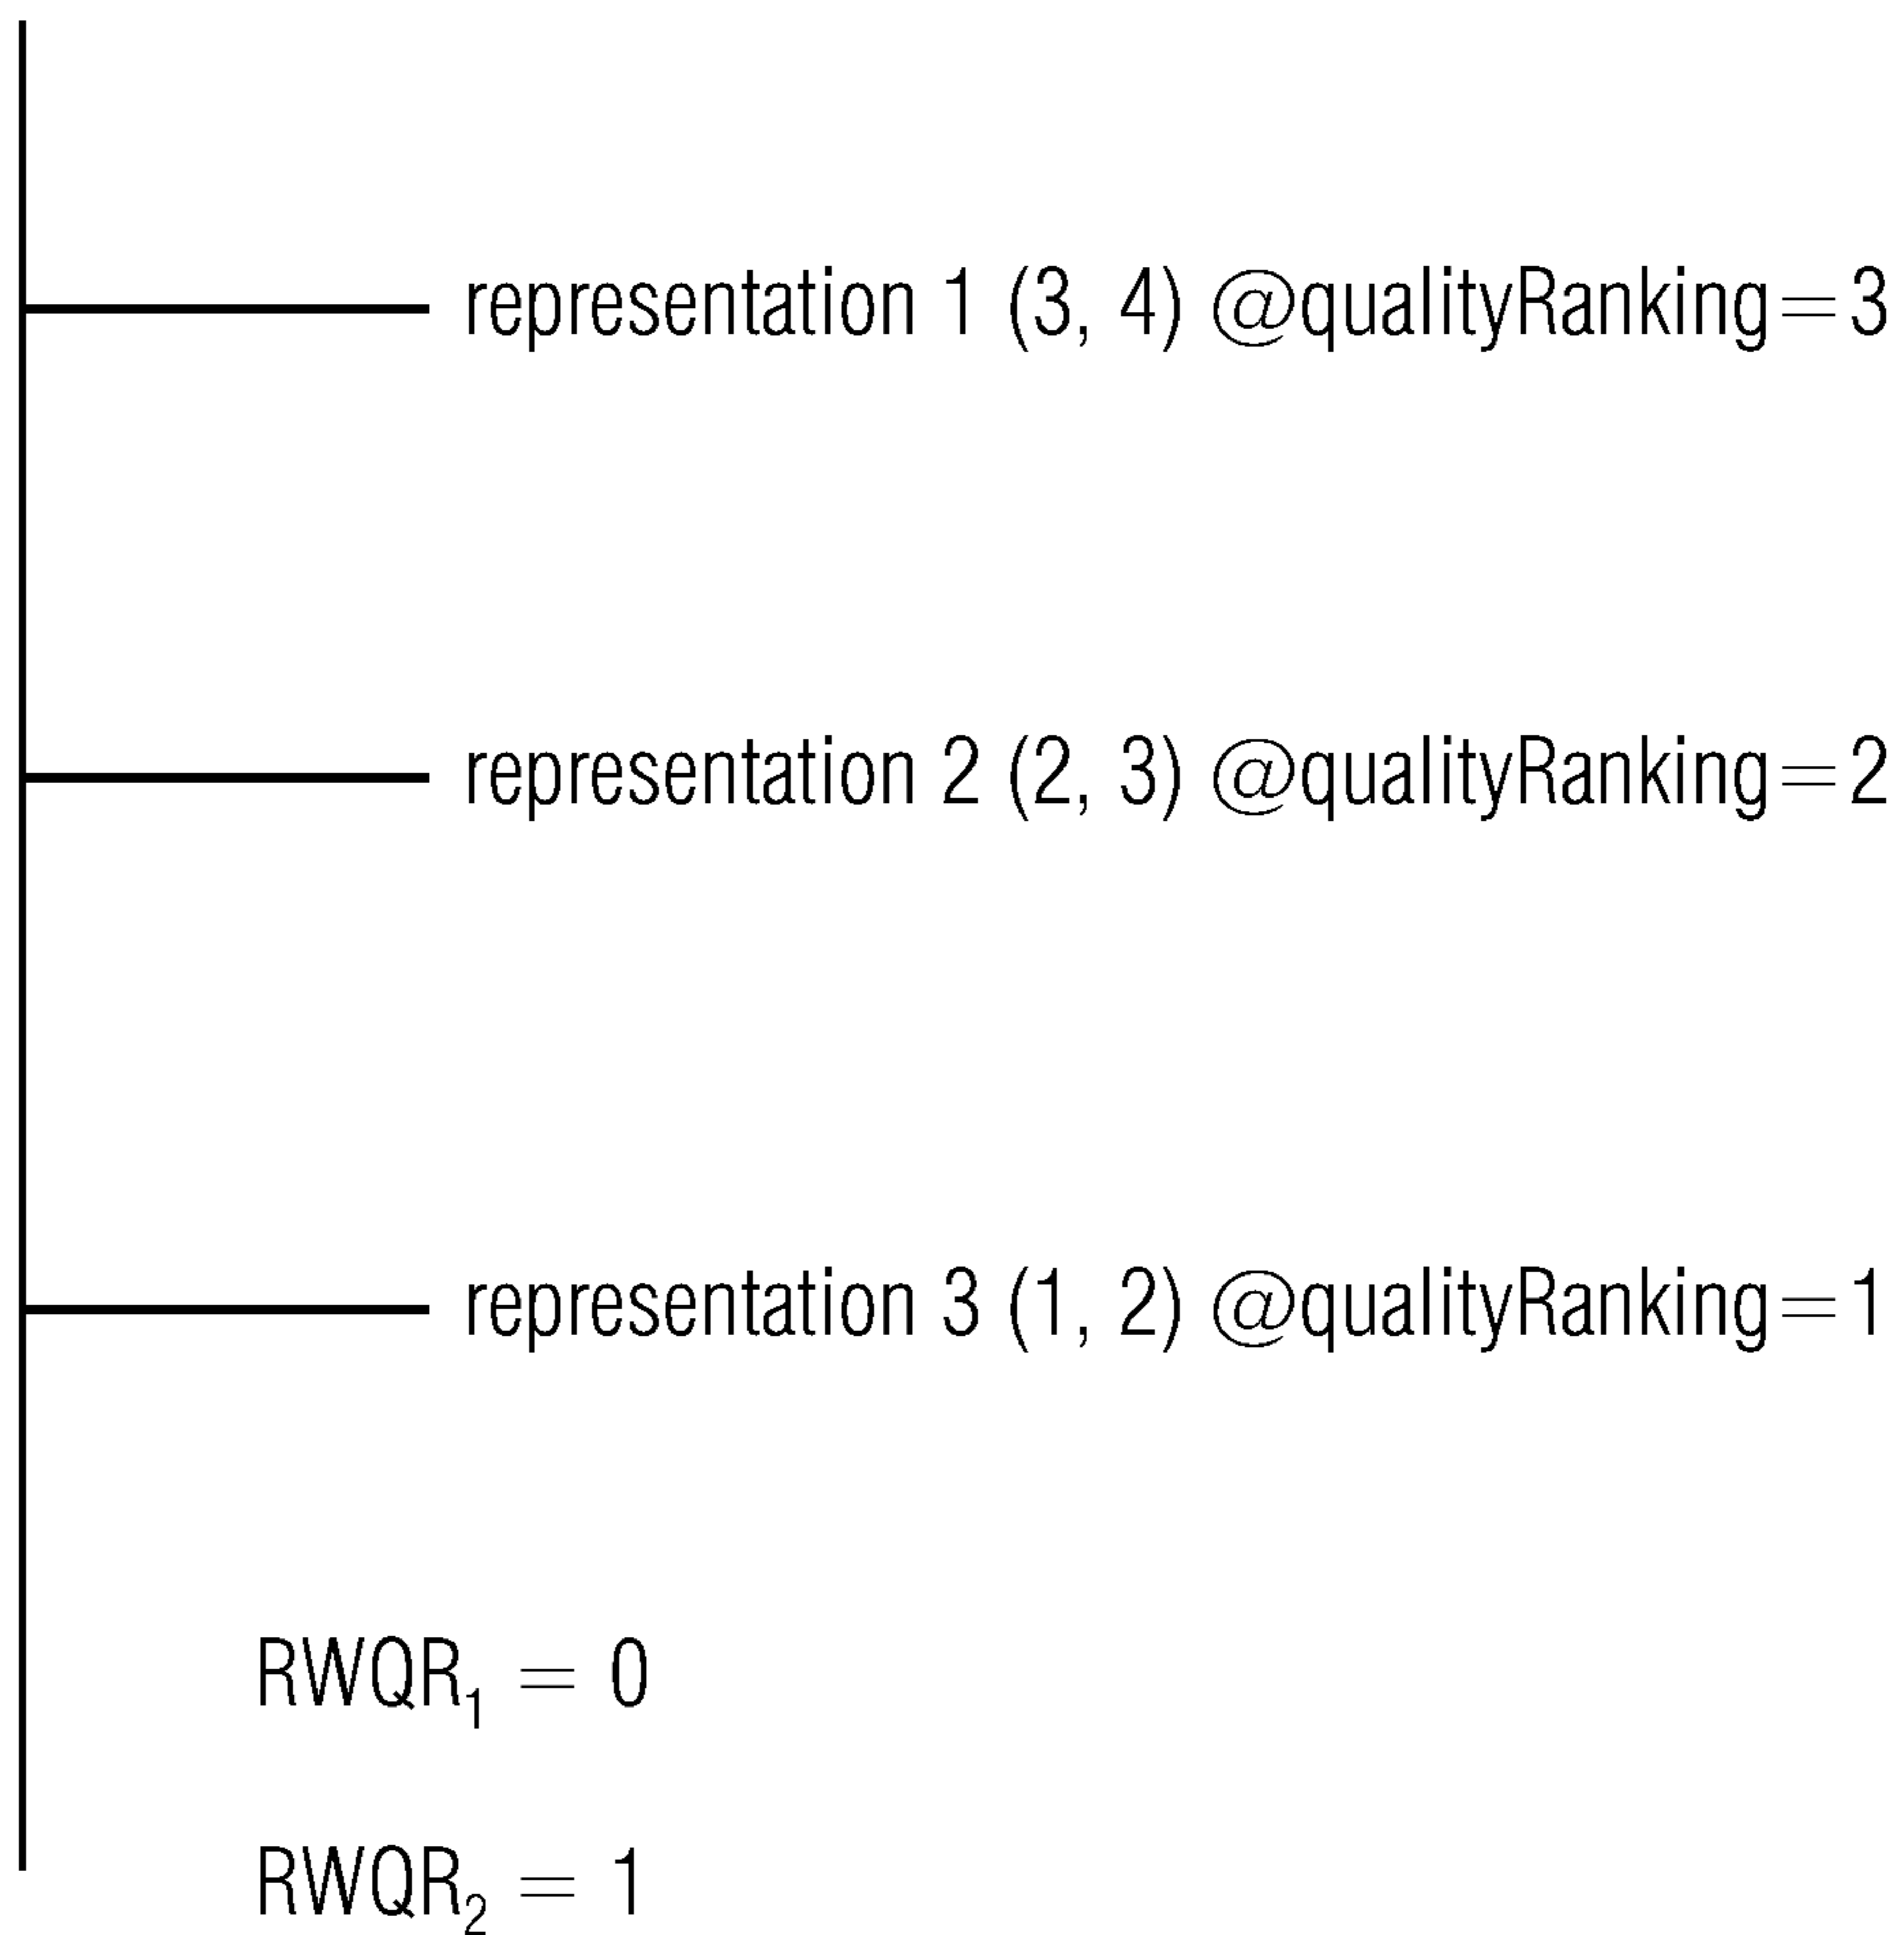 representation 1 (3, 4) @qualityRanking=3
representation 2 (2, 3) @qualityRanking=2
representation 3 (1, 2) @qualityRanking=1
RWQR₁ = 0
RWQR₂ = 1